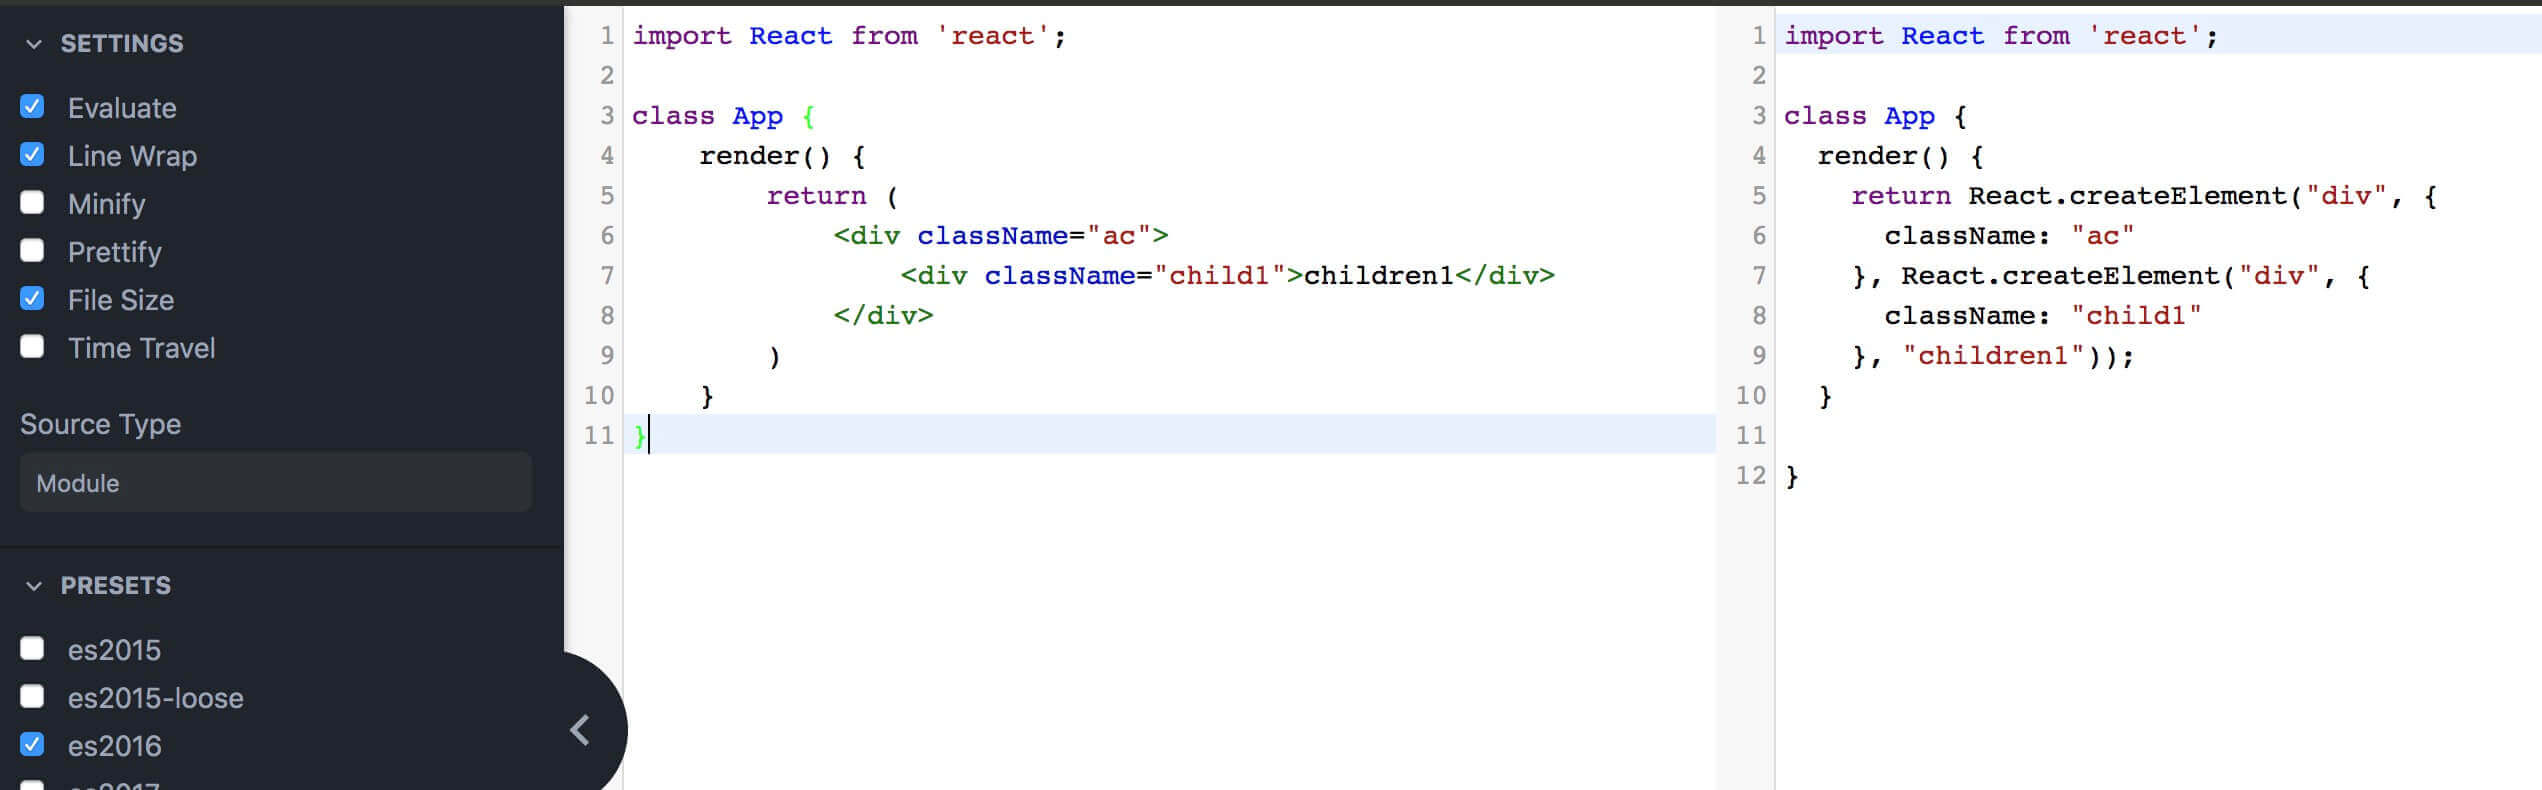 SETTINGS
Evaluate
Line Wrap
Minify
Prettify
File Size
Time Travel
Source Type
Module
PRESETS
es2015
es2015-loose
es2016
1 import React from 'react';
2
3 class App {
4     render() {
5         return (
6             <div className="ac">
7                 <div className="child1">children1</div>
8             </div>
9         )
10     }
11 }
1 import React from 'react';
2
3 class App {
4   render() {
5     return React.createElement("div", {
6       className: "ac"
7     }, React.createElement("div", {
8       className: "child1"
9     }, "children1"));
10   }
11
12 }